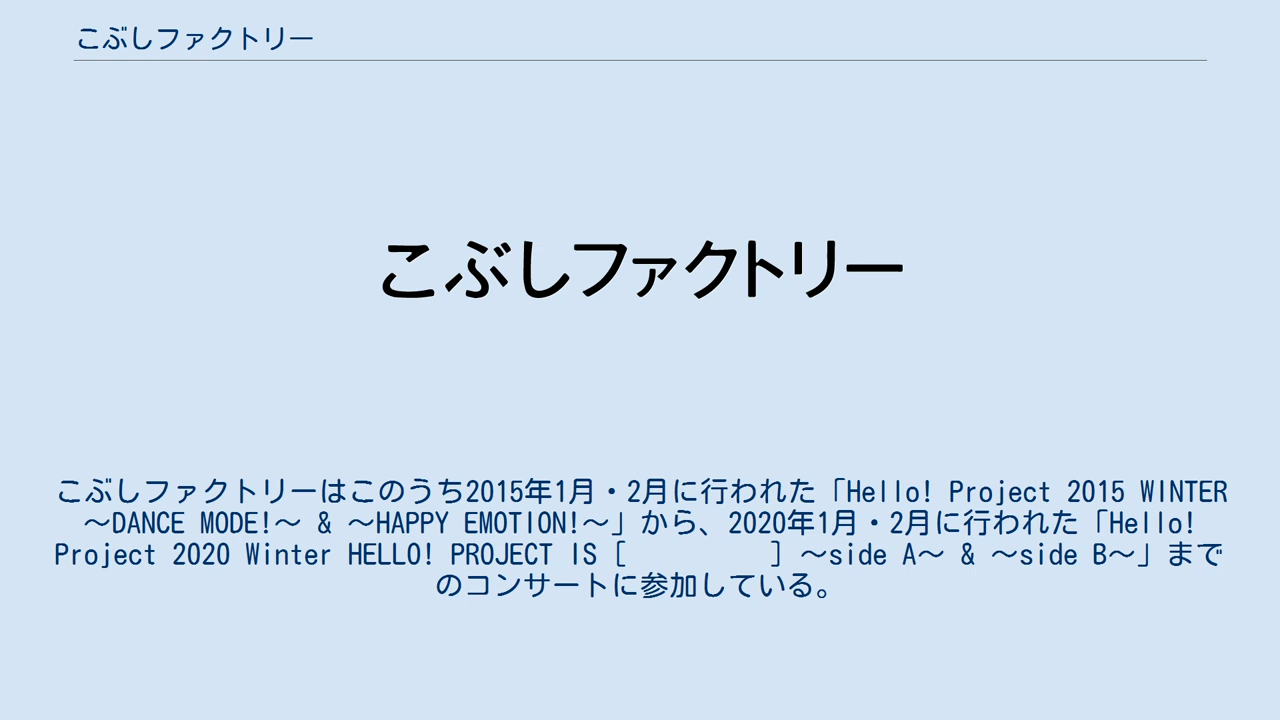 こぶしファクトリー
こぶしファクトリー
こぶしファクトリーはこのうち2015年1月・2月に行われた「Hello! Project 2015 WINTER
～DANCE MODE!～ & ～HAPPY EMOTION!～」から、2020年1月・2月に行われた「Hello!
Project 2020 Winter HELLO! PROJECT IS [　　　　　] ～side A～ & ～side B～」まで
のコンサートに参加している。